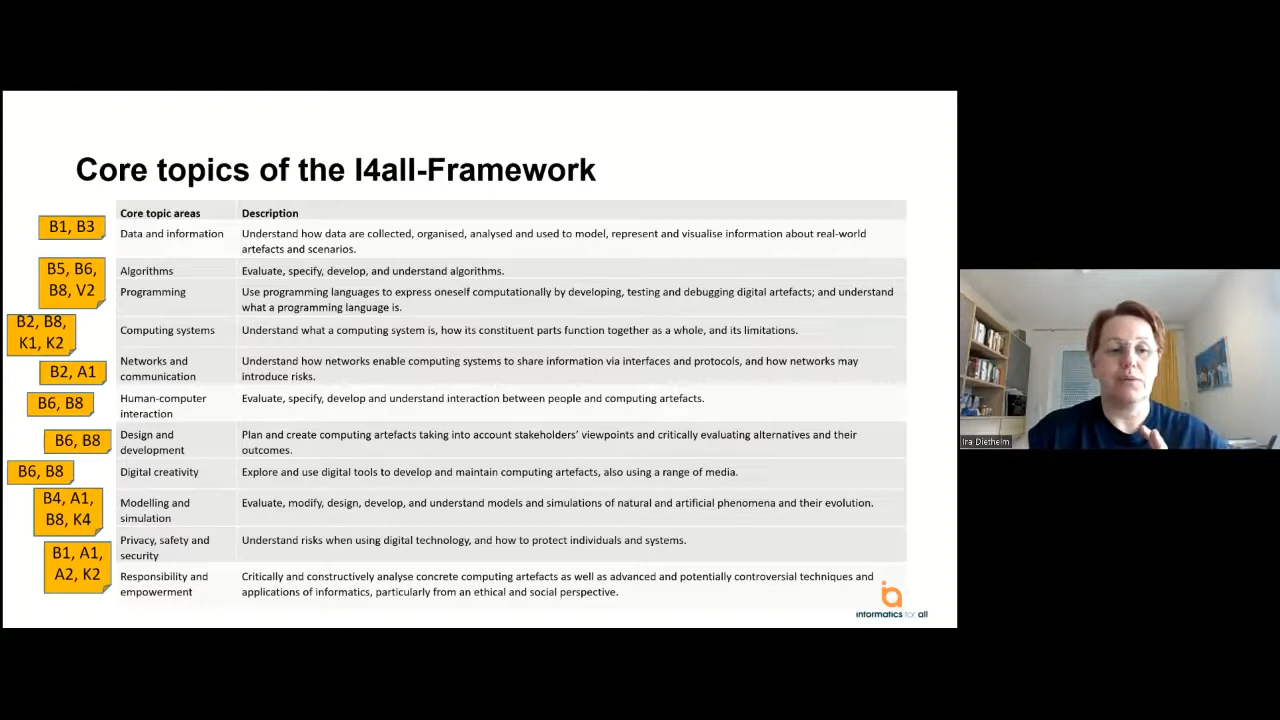 Core topics of the I4all-Framework
Core topic areas
Description
B1, B3
Data and information
Understand how data are collected, organised, analysed and used to model, represent and visualise information about real-world
artefacts and scenarios.
B5, B6,
B8, V2
Algorithms
Evaluate, specify, develop, and understand algorithms.
Programming
Use programming languages to express oneself computationally by developing, testing and debugging digital artefacts; and understand
what a programming language is.
B2, B8,
K1, K2
Computing systems
Understand what a computing system is, how its constituent parts function together as a whole, and its limitations.
B2, A1
Networks and
communication
Understand how networks enable computing systems to share information via interfaces and protocols, and how networks may
introduce risks.
B6, B8
Human-computer
interaction
Evaluate, specify, develop and understand interaction between people and computing artefacts.
B6, B8
Design and
development
Plan and create computing artefacts taking into account stakeholders' viewpoints and critically evaluating alternatives and their
outcomes.
B6, B8
Digital creativity
Explore and use digital tools to develop and maintain computing artefacts, also using a range of media.
B4, A1,
B8, K4
Modelling and
simulation
Evaluate, modify, design, develop, and understand models and simulations of natural and artificial phenomena and their evolution.
B1, A1,
A2, K2
Privacy, safety and
security
Understand risks when using digital technology, and how to protect individuals and systems.
Responsibility and
empowerment
Critically and constructively analyse concrete computing artefacts as well as advanced and potentially controversial techniques and
applications of informatics, particularly from an ethical and social perspective.
informatics for all
Ira Diethelm